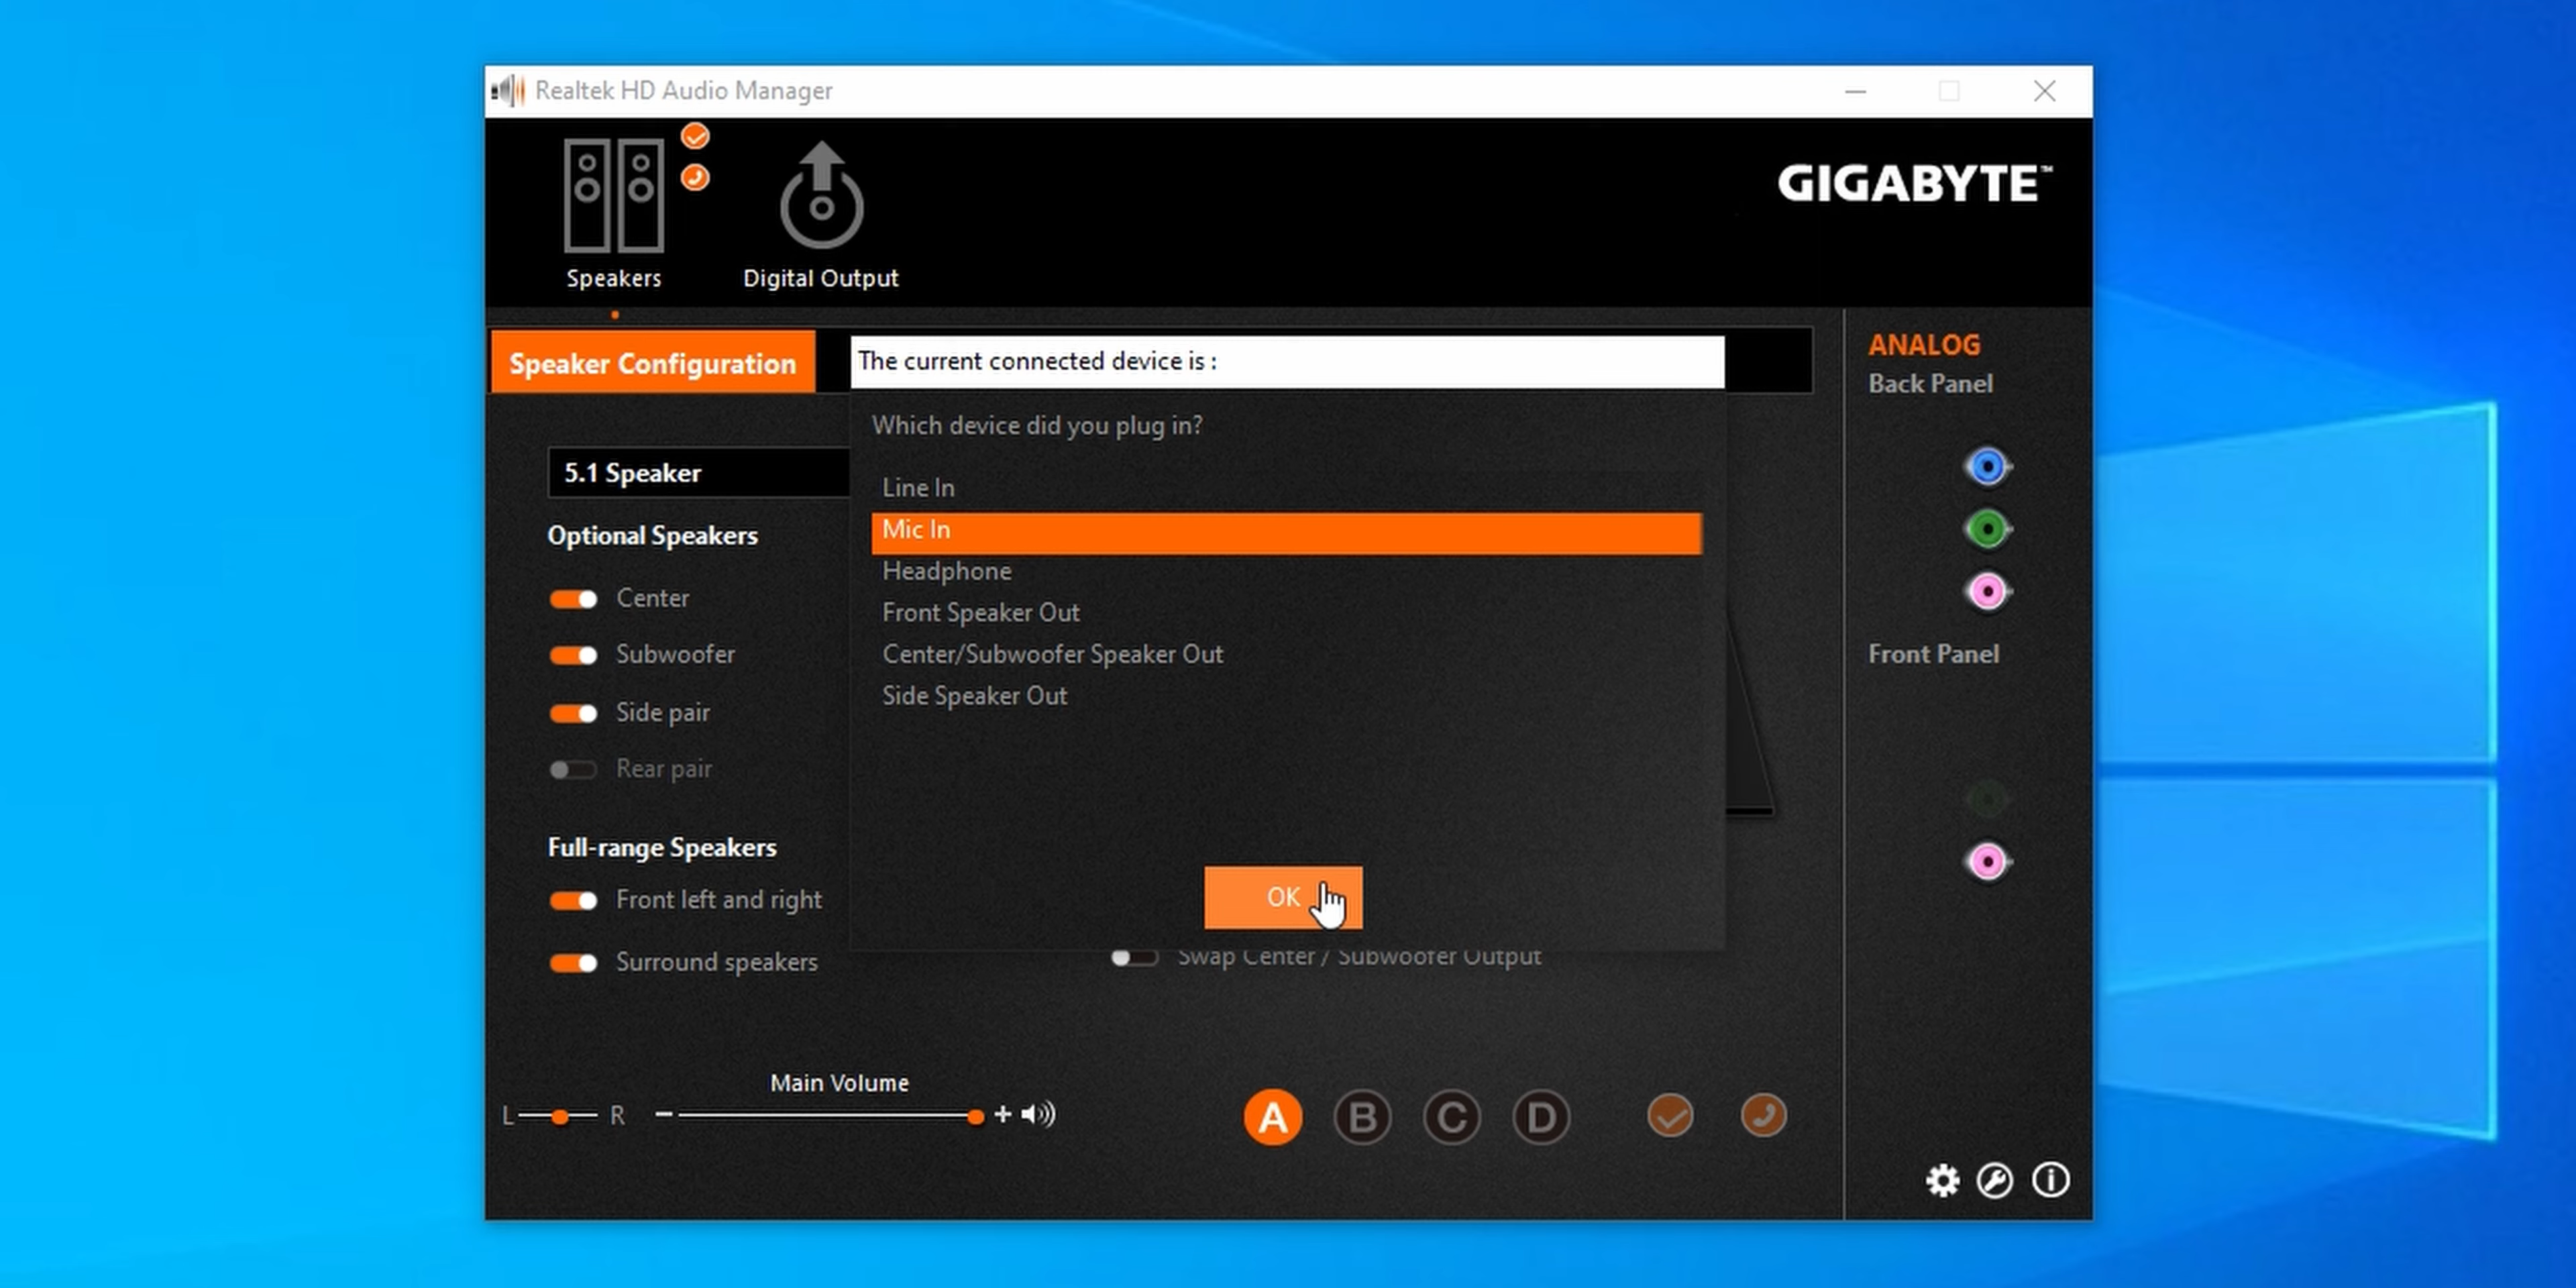 Realtek HD Audio Manager
GIGABYTE™
Speakers
Digital Output
Speaker Configuration
The current connected device is :
Which device did you plug in?
Line In
Mic In
Headphone
Front Speaker Out
Center/Subwoofer Speaker Out
Side Speaker Out
OK
5.1 Speaker
Optional Speakers
Center
Subwoofer
Side pair
Rear pair
Full-range Speakers
Front left and right
Surround speakers
Swap Center / Subwoofer Output
ANALOG
Back Panel
Front Panel
Main Volume
L R
A B C D